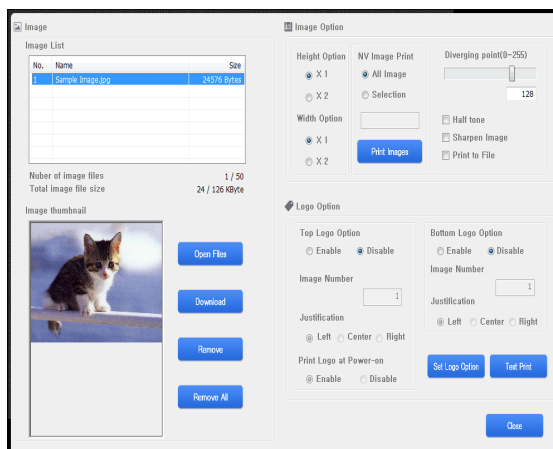 Image
Image List
No. Name Size
1 Sample Image.jpg 24576 Bytes
Nuber of image files 1 / 50
Total image file size 24 / 126 KByte
Image thumbnail
Open Files
Download
Remove
Remove All
Image Option
Height Option
X 1
X 2
Width Option
X 1
X 2
NV Image Print
All Image
Selection
Print Images
Diverging point(0~255)
128
Half tone
Sharpen Image
Print to File
Logo Option
Top Logo Option
Enable Disable
Image Number
1
Justification
Left Center Right
Print Logo at Power-on
Enable Disable
Bottom Logo Option
Enable Disable
Image Number
1
Justification
Left Center Right
Set Logo Option Test Print
Close